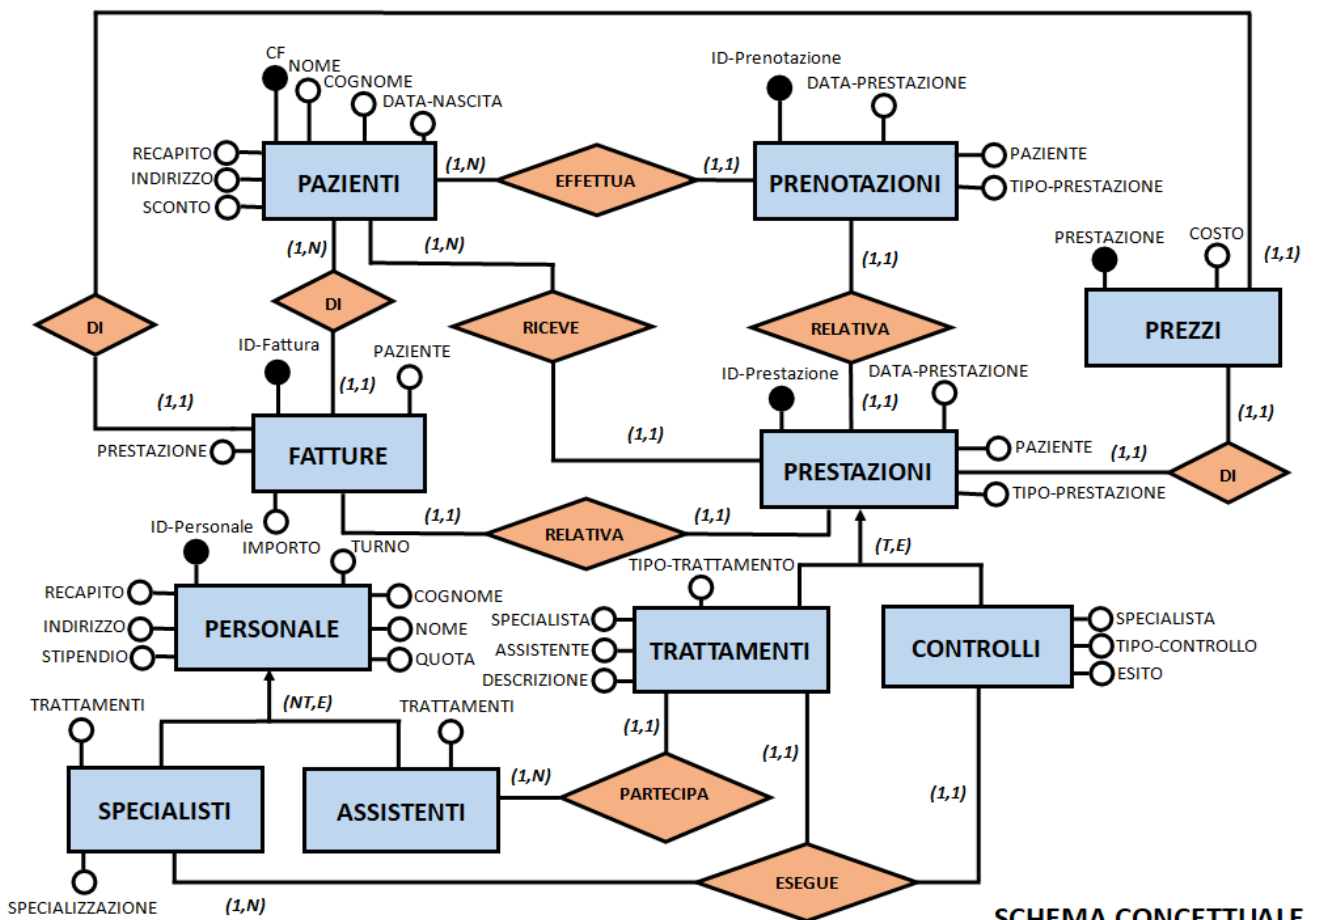 CF
NOME
COGNOME
DATA-NASCITA
RECAPITO
INDIRIZZO
SCONTO
PAZIENTI
(1,N)
EFFETTUA
(1,1)
ID-Prenotazione
DATA-PRESTAZIONE
PRENOTAZIONI
PAZIENTE
TIPO-PRESTAZIONE
PRESTAZIONE
COSTO
(1,1)
PREZZI
(1,N)
(1,N)
(1,1)
DI
DI
RICEVE
RELATIVA
ID-Fattura
PAZIENTE
(1,1)
(1,1)
PRESTAZIONE
FATTURE
IMPORTO
ID-Prestazione
DATA-PRESTAZIONE
(1,1)
(1,1)
PRESTAZIONI
PAZIENTE
TIPO-PRESTAZIONE
(1,1)
(1,1)
DI
(1,1)
RELATIVA
(1,1)
(T,E)
ID-Personale
TURNO
RECAPITO
INDIRIZZO
STIPENDIO
PERSONALE
COGNOME
NOME
QUOTA
TIPO-TRATTAMENTO
SPECIALISTA
ASSISTENTE
DESCRIZIONE
TRATTAMENTI
CONTROLLI
SPECIALISTA
TIPO-CONTROLLO
ESITO
TRATTAMENTI
(NT,E)
TRATTAMENTI
(1,1)
(1,1)
(1,1)
SPECIALISTI
ASSISTENTI
(1,N)
PARTECIPA
SPECIALIZZAZIONE
(1,N)
ESEGUE
SCHEMA CONCETTUALE